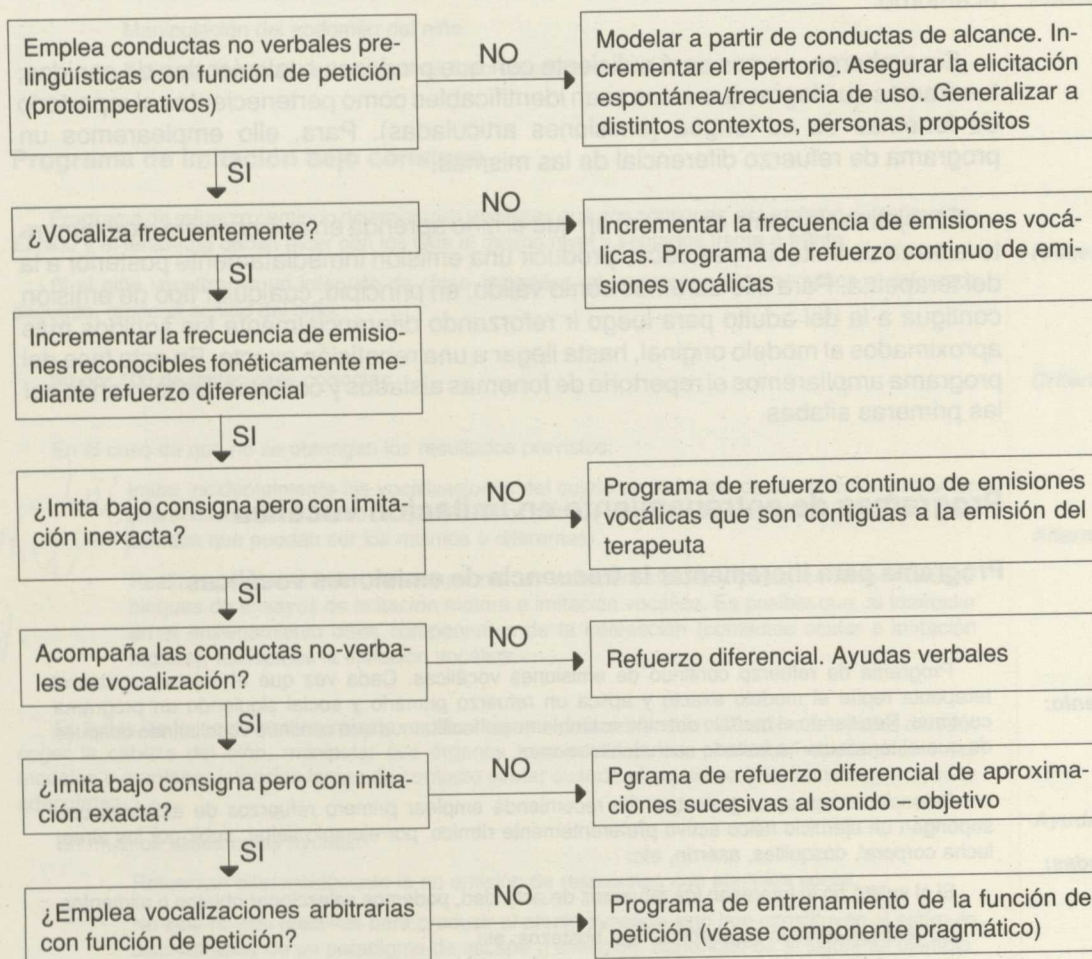 Emplea conductas no verbales pre-
lingüísticas con función de petición
(protoimperativos)
NO
Modelar a partir de conductas de alcance. In-
crementar el repertorio. Asegurar la elicitación
espontánea/frecuencia de uso. Generalizar a
distintos contextos, personas, propósitos
SI
¿Vocaliza frecuentemente?
NO
Incrementar la frecuencia de emisiones vocá-
licas. Programa de refuerzo continuo de emi-
siones vocálicas
SI
Incrementar la frecuencia de emisio-
nes reconocibles fonéticamente me-
diante refuerzo diferencial
SI
¿Imita bajo consigna pero con imita-
ción inexacta?
NO
Programa de refuerzo continuo de emisiones
vocálicas que son contigüas a la emisión del
terapeuta
SI
Acompaña las conductas no-verba-
les de vocalización?
NO
Refuerzo diferencial. Ayudas verbales
SI
¿Imita bajo consigna pero con imita-
ción exacta?
NO
Pgrama de refuerzo diferencial de aproxima-
ciones sucesivas al sonido – objetivo
SI
¿Emplea vocalizaciones arbitrarias
con función de petición?
NO
Programa de entrenamiento de la función de
petición (véase componente pragmático)